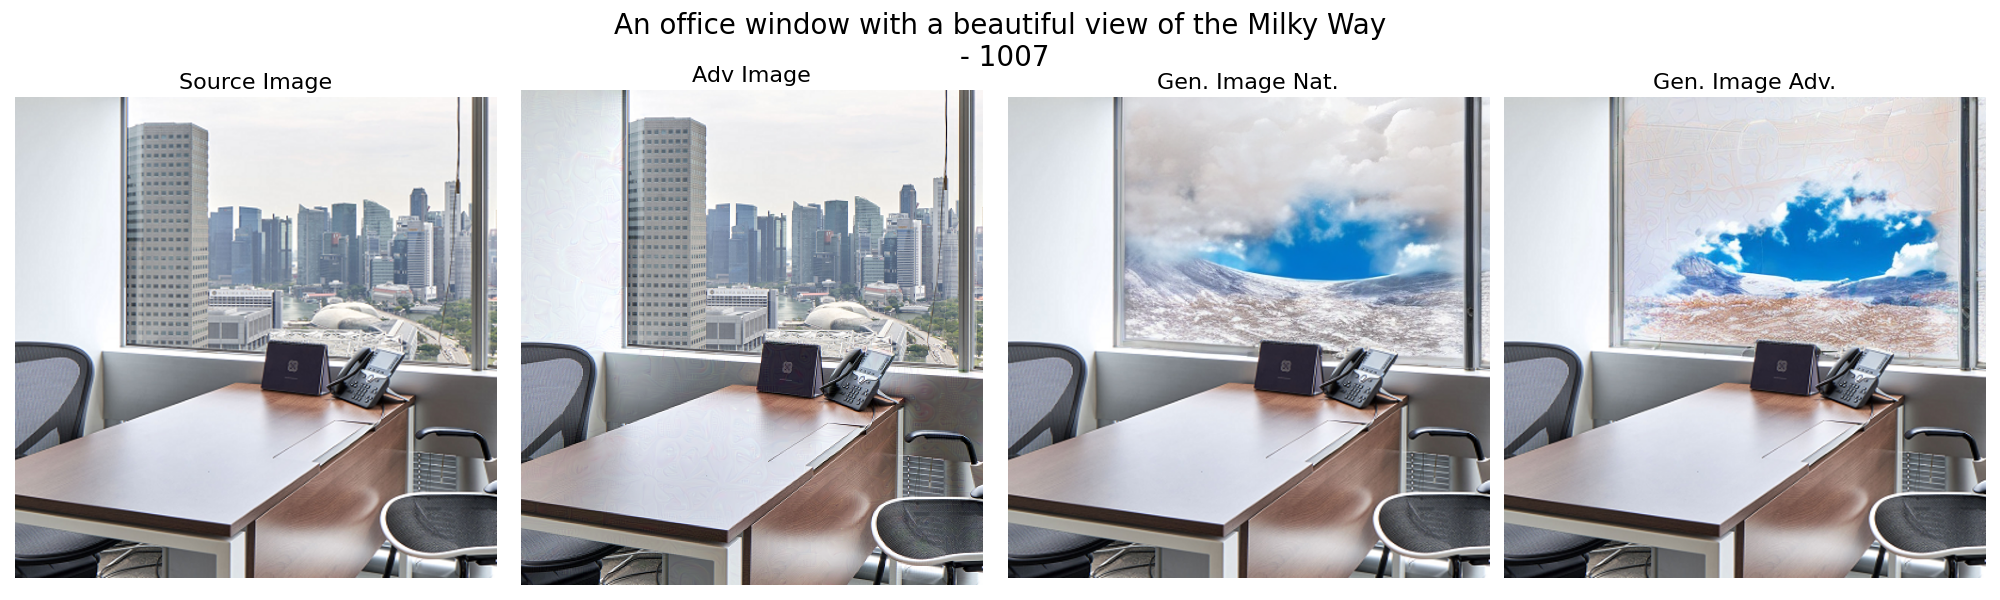 An office window with a beautiful view of the Milky Way
- 1007
Source Image
Adv Image
Gen. Image Nat.
Gen. Image Adv.